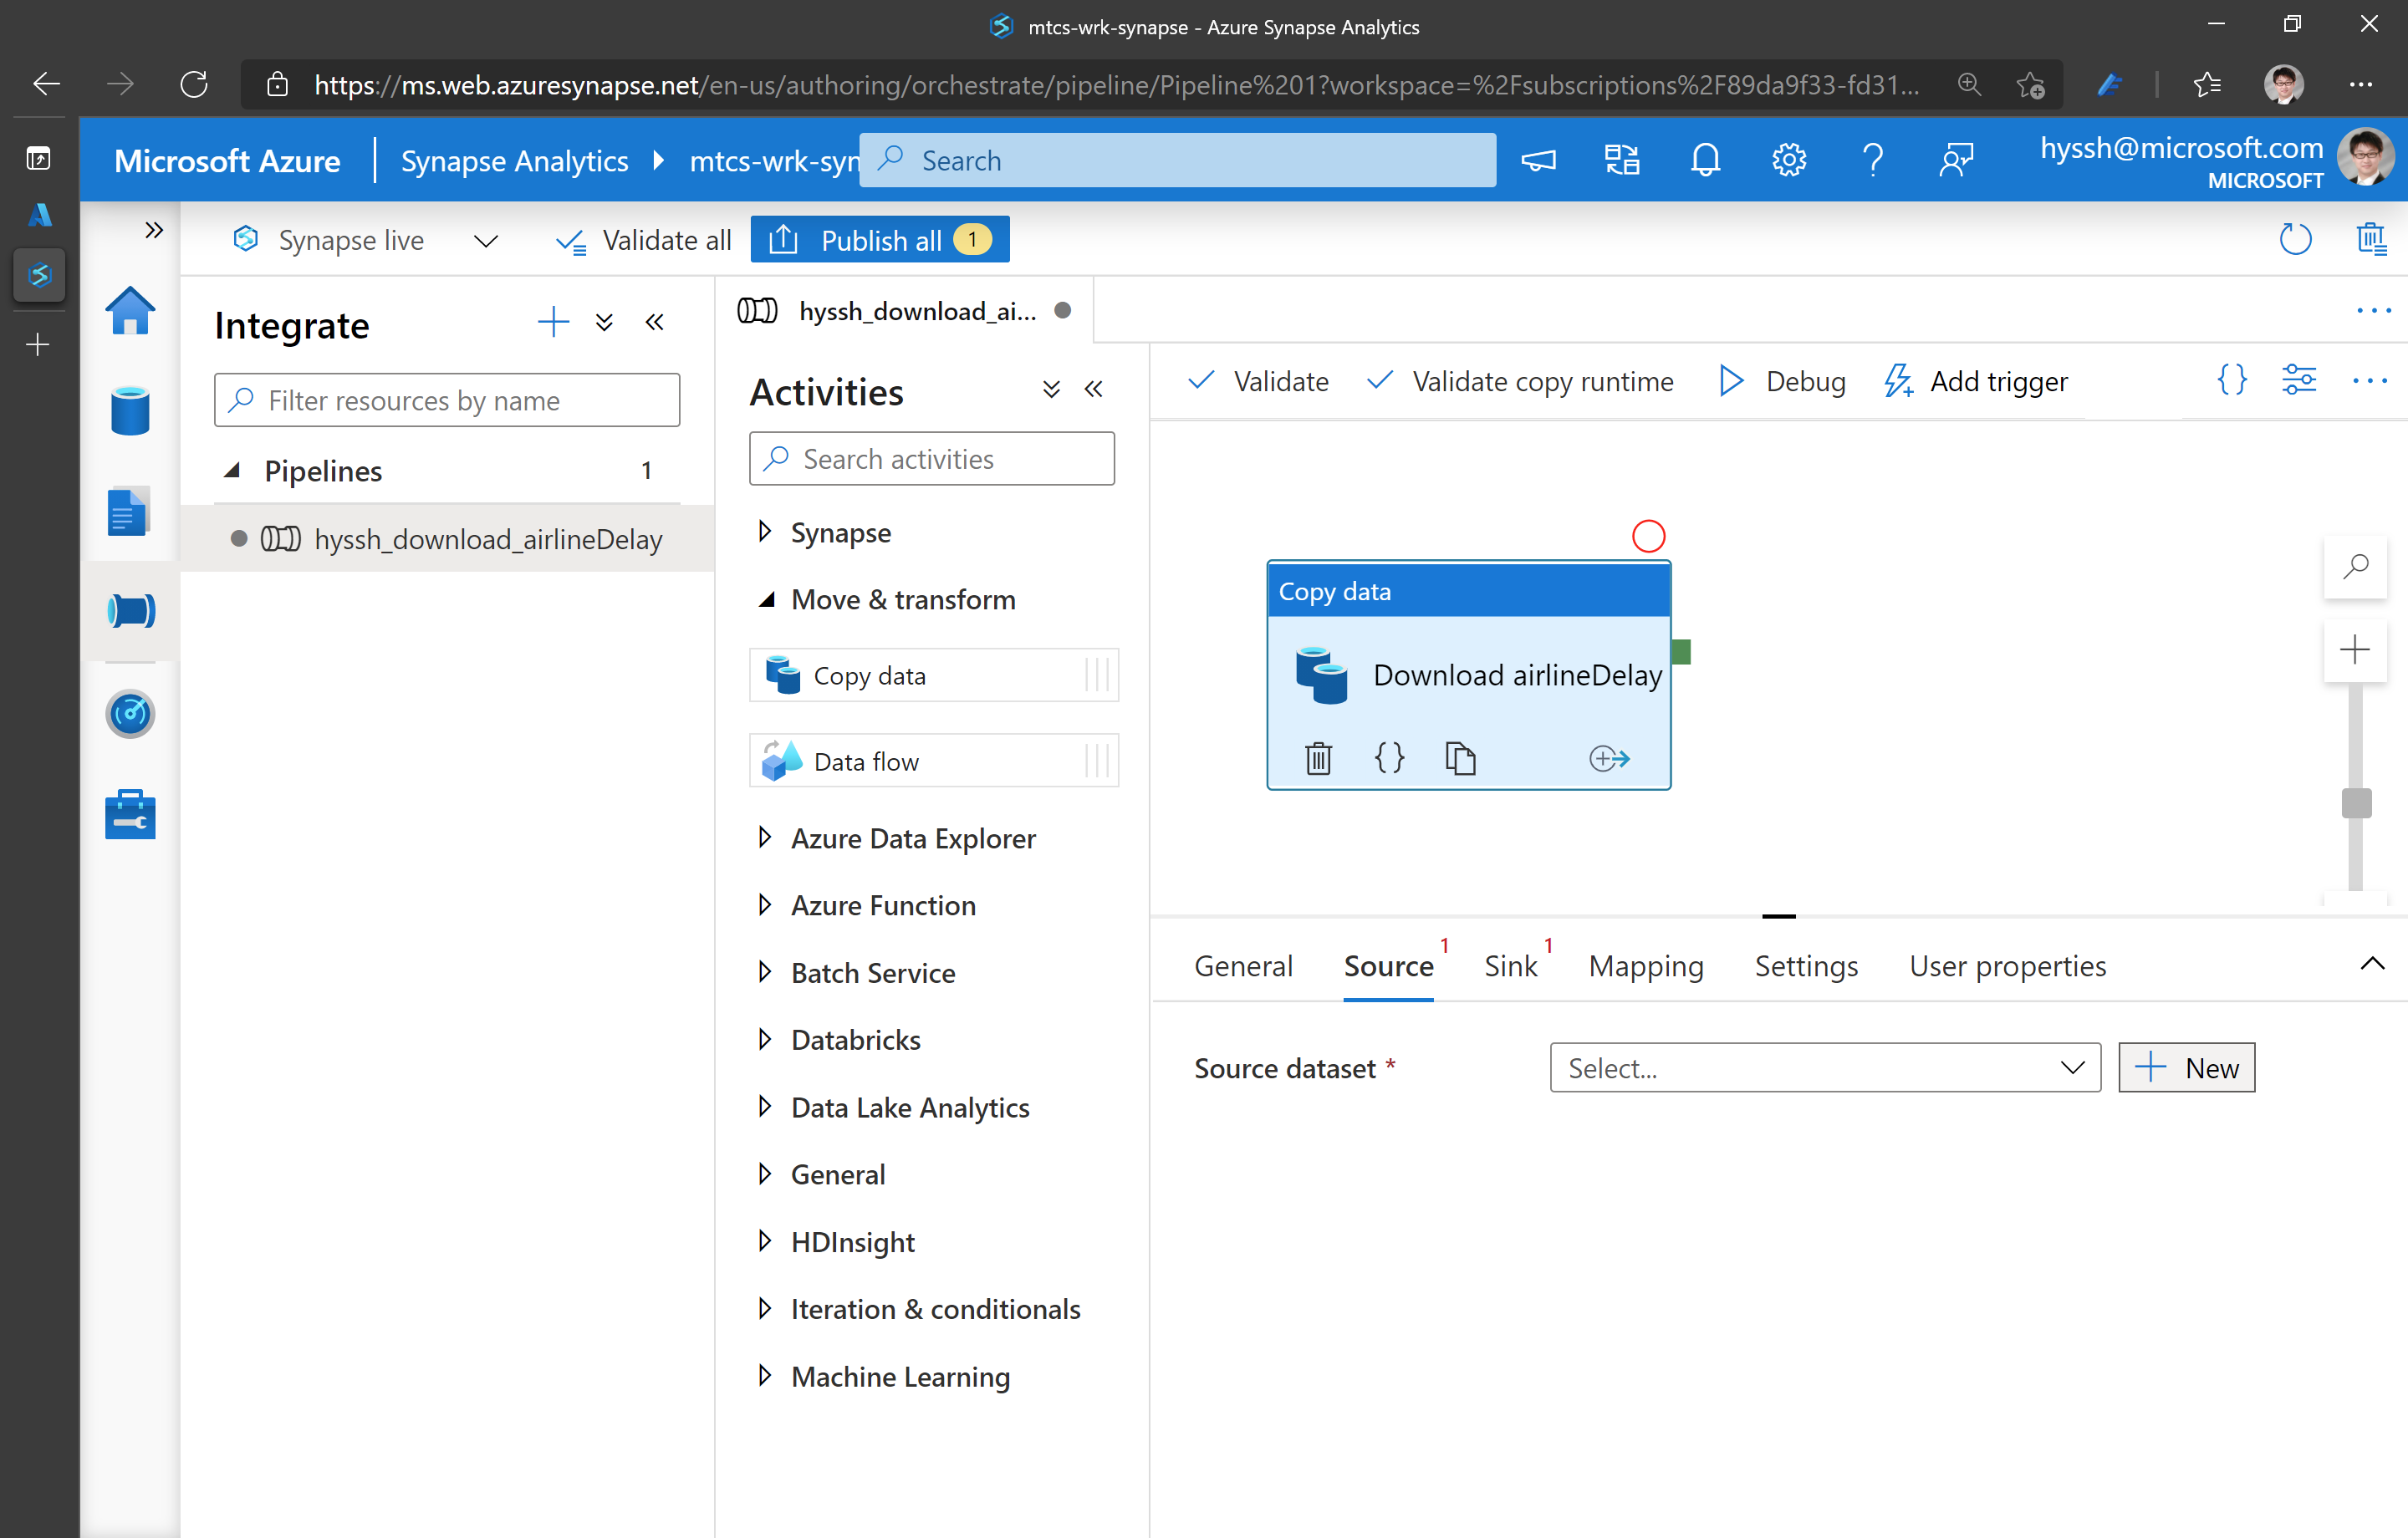 mtcs-wrk-synapse - Azure Synapse Analytics
https://ms.web.azuresynapse.net/en-us/authoring/orchestrate/pipeline/Pipeline%201?workspace=%2Fsubscriptions%2F89da9f33-fd31...
Microsoft Azure
Synapse Analytics
mtcs-wrk-syn
Search
hyssh@microsoft.com
MICROSOFT
Synapse live
Validate all
Publish all 1
Integrate
Filter resources by name
Pipelines 1
hyssh_download_airlineDelay
hyssh_download_ai...
Activities
Search activities
Synapse
Move & transform
Copy data
Data flow
Azure Data Explorer
Azure Function
Batch Service
Databricks
Data Lake Analytics
General
HDInsight
Iteration & conditionals
Machine Learning
Validate
Validate copy runtime
Debug
Add trigger
Copy data
Download airlineDelay
General
Source 1
Sink 1
Mapping
Settings
User properties
Source dataset *
Select...
New